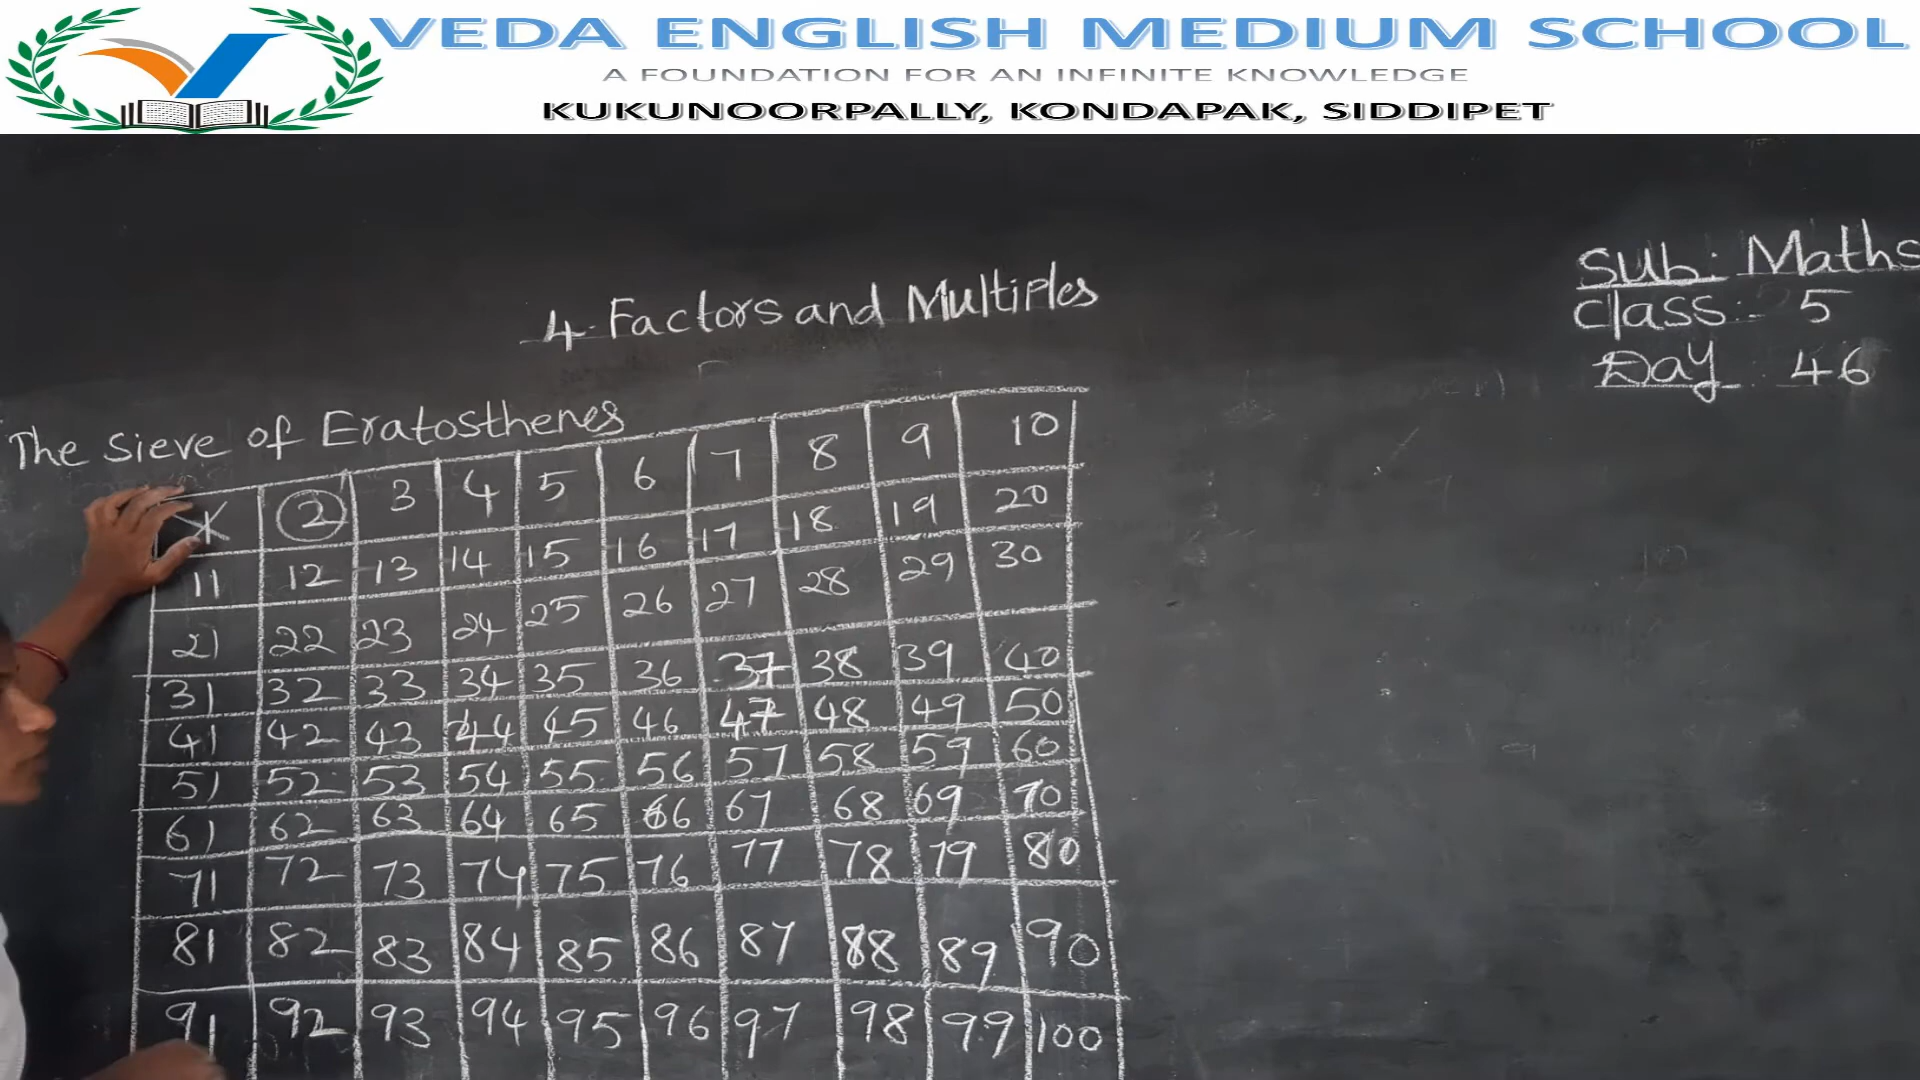 VEDA ENGLISH MEDIUM SCHOOL
A FOUNDATION FOR AN INFINITE KNOWLEDGE
KUKUNOORPALLY, KONDAPAK, SIDDIPET
Sub: Maths
Class: 5
Day: 46
4. Factors and Multiples
The Sieve of Eratosthenes
2 3 4 5 6 7 8 9 10
11 12 13 14 15 16 17 18 19 20
21 22 23 24 25 26 27 28 29 30
31 32 33 34 35 36 37 38 39 40
41 42 43 44 45 46 47 48 49 50
51 52 53 54 55 56 57 58 59 60
61 62 63 64 65 66 67 68 69 70
71 72 73 74 75 76 77 78 79 80
81 82 83 84 85 86 87 88 89 90
91 92 93 94 95 96 97 98 99 100